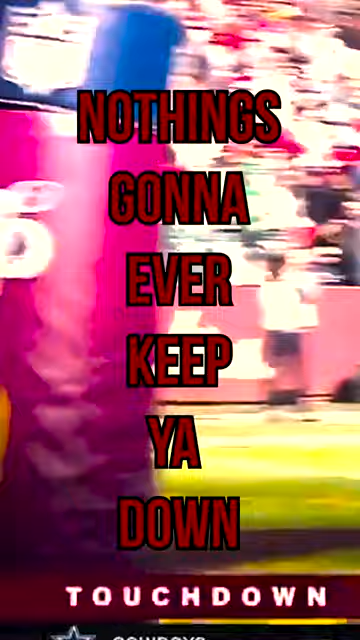 NOTHINGS
GONNA
EVER
KEEP
YA
DOWN
TOUCHDOWN
COWBOYS